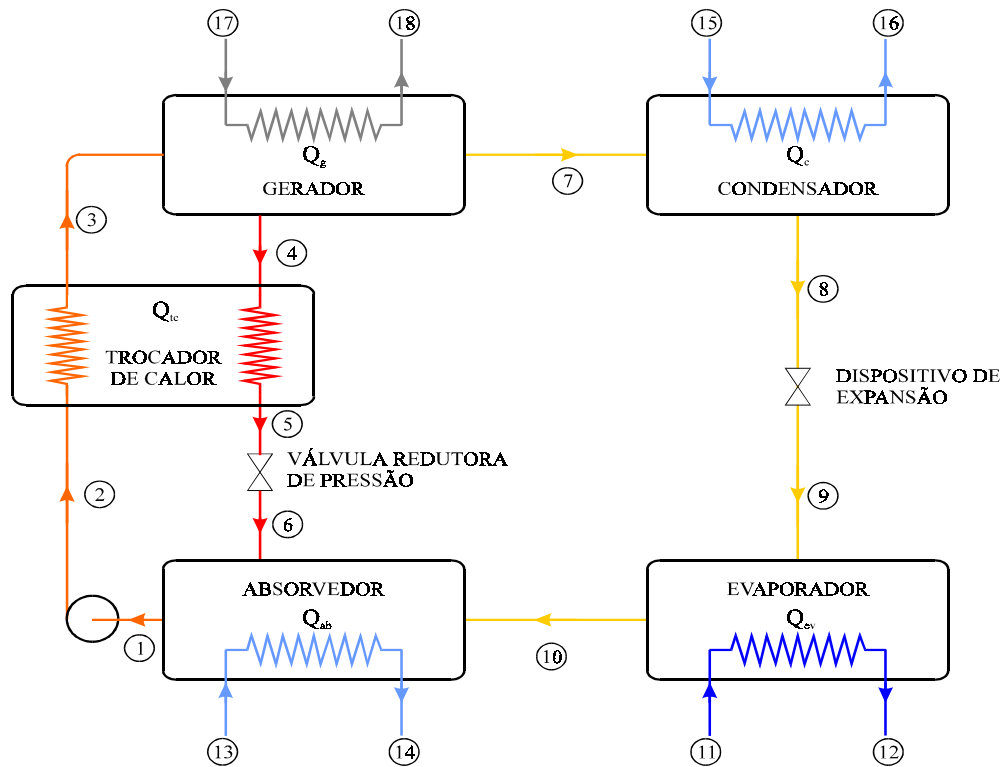 17
18
15
16
Qg
GERADOR
7
Qc
CONDENSADOR
3
4
8
Qtc
TROCADOR
DE CALOR
DISPOSITIVO DE
EXPANSÃO
5
VÁLVULA REDUTORA
DE PRESSÃO
2
9
6
ABSORVEDOR
Qab
EVAPORADOR
Qev
1
10
13
14
11
12